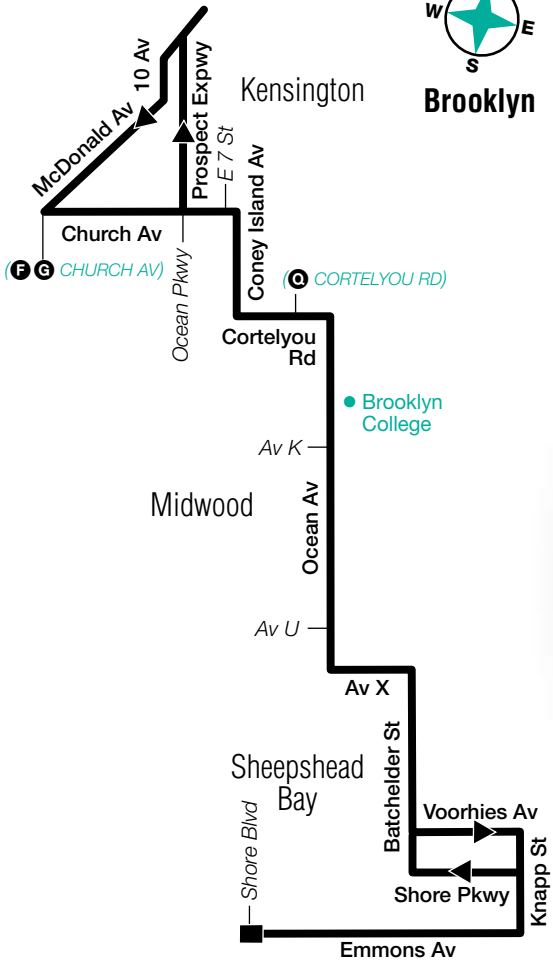 W
E
S
Brooklyn
10 Av
McDonald Av
Prospect Expwy
E 7 St
Kensington
Coney Island Av
Church Av
(F G CHURCH AV)
Ocean Pkwy
(Q CORTELYOU RD)
Cortelyou
Rd
Brooklyn
College
Av K
Midwood
Ocean Av
Av U
Av X
Batchelder St
Sheepshead
Bay
Shore Blvd
Voorhies Av
Knapp St
Shore Pkwy
Emmons Av